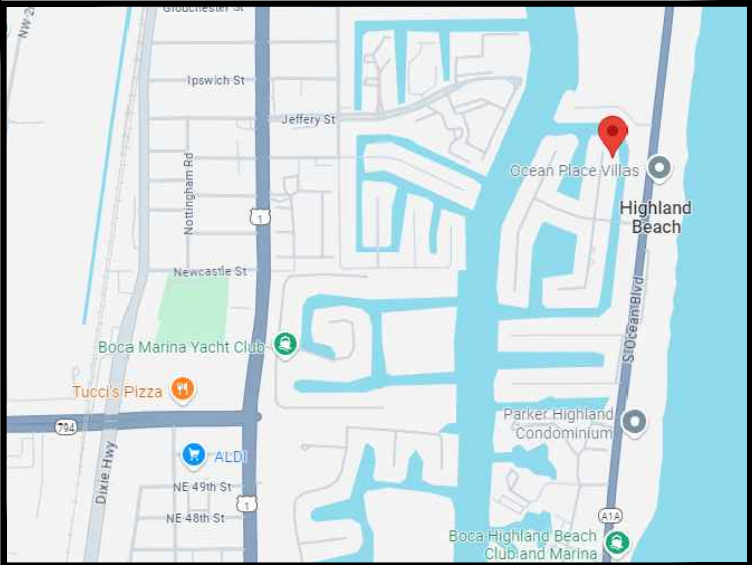 Gloucester St
NW 2
Ipswich St
Jeffery St
Nottingham Rd
Ocean Place Villas
Highland
Beach
1
Newcastle St
S Ocean Blvd
Boca Marina Yacht Club
Tucci's Pizza
794
Parker Highland
Condominium
Dixie Hwy
ALDI
NE 49th St
1
NE 48th St
A1A
Boca Highland Beach
Club and Marina